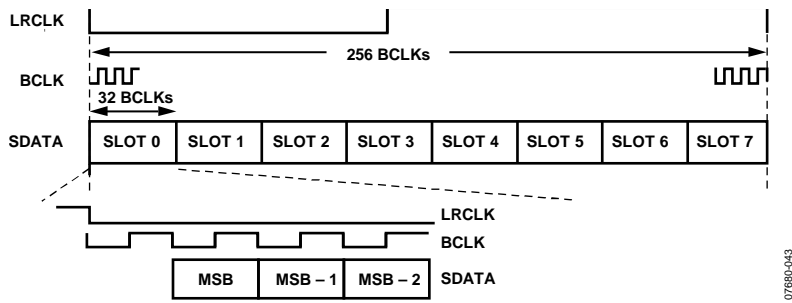 LRCLK
256 BCLKs
BCLK
32 BCLKs
SDATA
SLOT 0
SLOT 1
SLOT 2
SLOT 3
SLOT 4
SLOT 5
SLOT 6
SLOT 7
LRCLK
BCLK
MSB
MSB – 1
MSB – 2
SDATA
07680-043